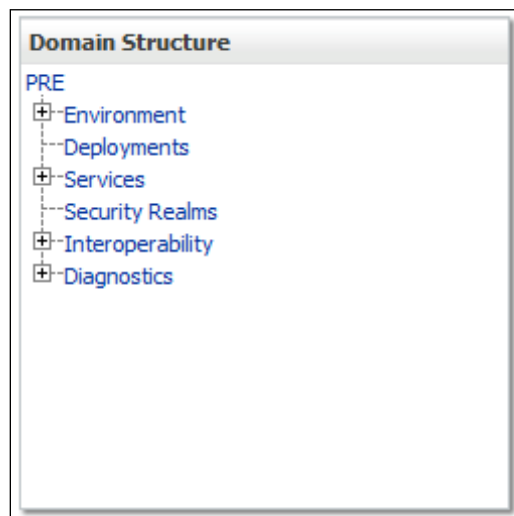 Domain Structure
PRE
Environment
Deployments
Services
Security Realms
Interoperability
Diagnostics